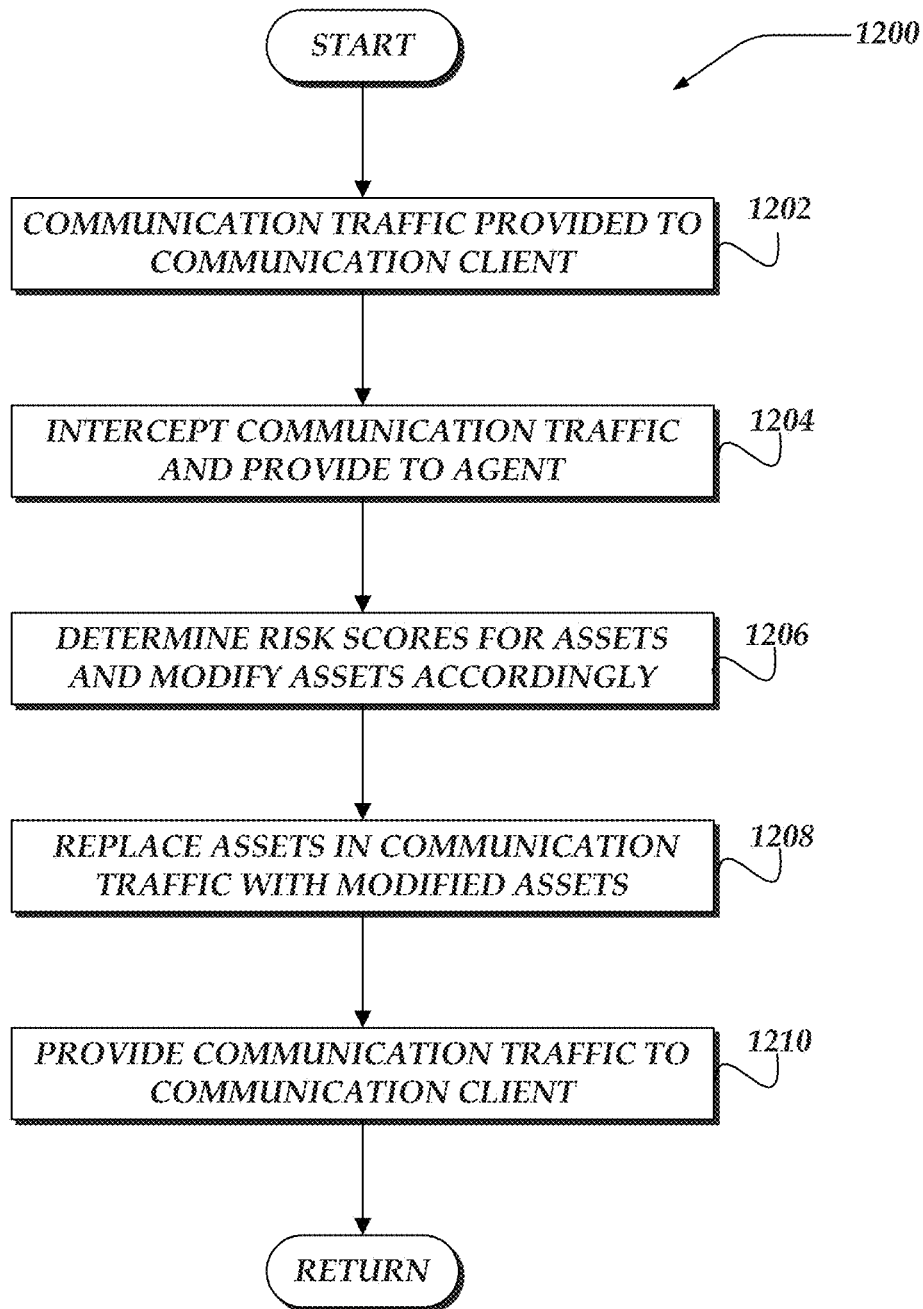 START
1200
COMMUNICATION TRAFFIC PROVIDED TO
COMMUNICATION CLIENT
1202
INTERCEPT COMMUNICATION TRAFFIC
AND PROVIDE TO AGENT
1204
DETERMINE RISK SCORES FOR ASSETS
AND MODIFY ASSETS ACCORDINGLY
1206
REPLACE ASSETS IN COMMUNICATION
TRAFFIC WITH MODIFIED ASSETS
1208
PROVIDE COMMUNICATION TRAFFIC TO
COMMUNICATION CLIENT
1210
RETURN